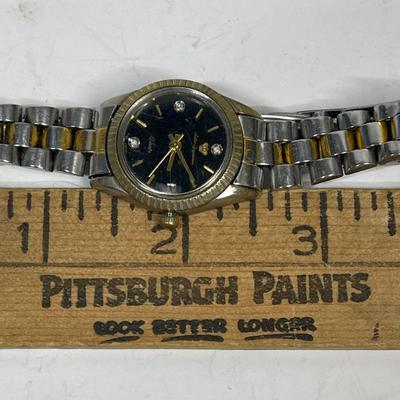 1 2 3
PITTSBURGH PAINTS
LOOK BETTER LONGER